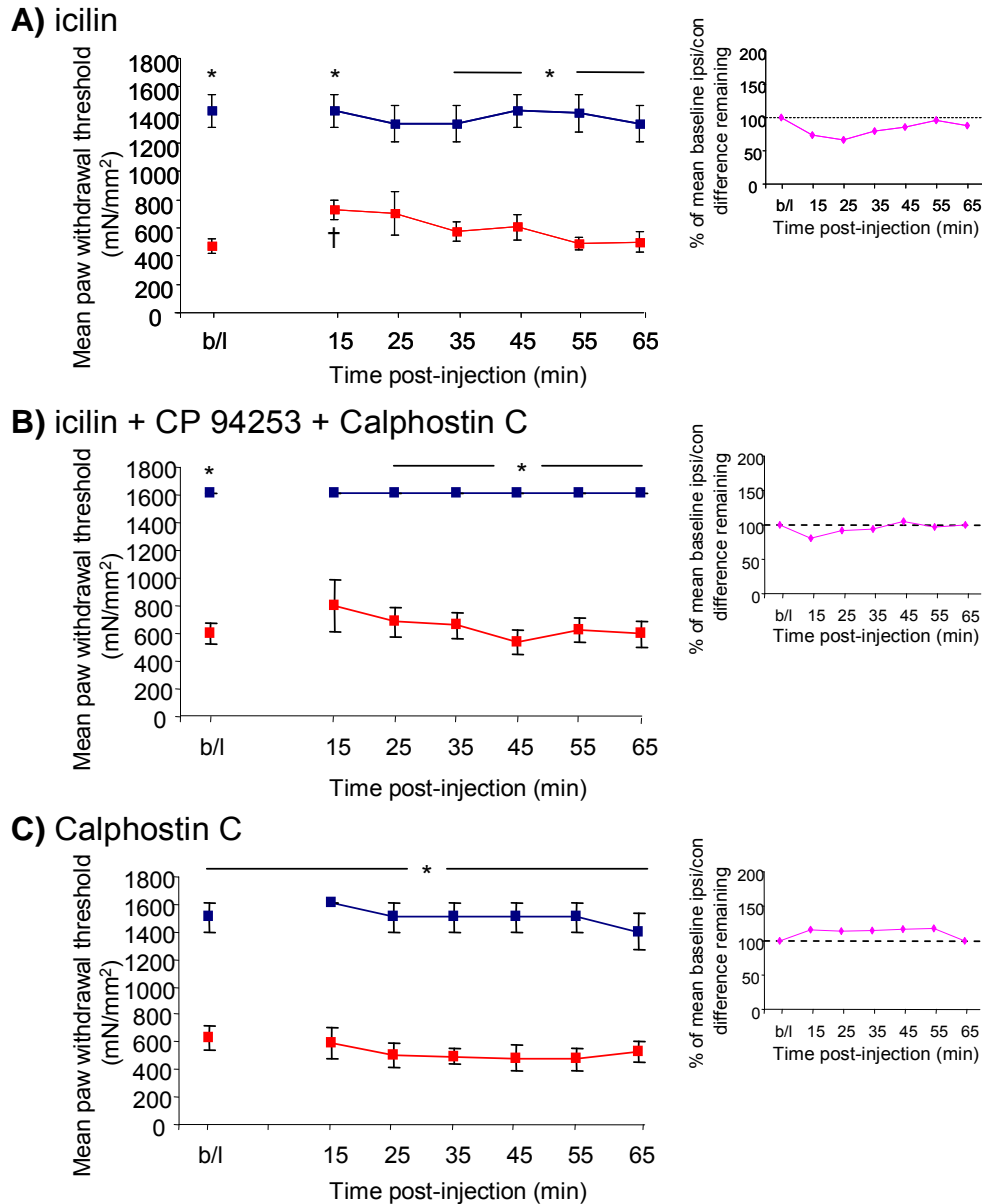 A) icilin
Mean paw withdrawal threshold
(mN/mm²)
1800
1600
1400
1200
1000
800
600
400
200
0
*
*
*
†
b/l 15 25 35 45 55 65
Time post-injection (min)
% of mean baseline ipsi/con
difference remaining
200
150
100
50
0
b/l 15 25 35 45 55 65
Time post-injection (min)
B) icilin + CP 94253 + Calphostin C
Mean paw withdrawal threshold
(mN/mm²)
1800
1600
1400
1200
1000
800
600
400
200
0
*
*
b/l 15 25 35 45 55 65
Time post-injection (min)
% of mean baseline ipsi/con
difference remaining
200
150
100
50
0
b/l 15 25 35 45 55 65
Time post-injection (min)
C) Calphostin C
Mean paw withdrawal threshold
(mN/mm²)
1800
1600
1400
1200
1000
800
600
400
200
0
*
b/l 15 25 35 45 55 65
Time post-injection (min)
% of mean baseline ipsi/con
difference remaining
200
150
100
50
0
b/l 15 25 35 45 55 65
Time post-injection (min)